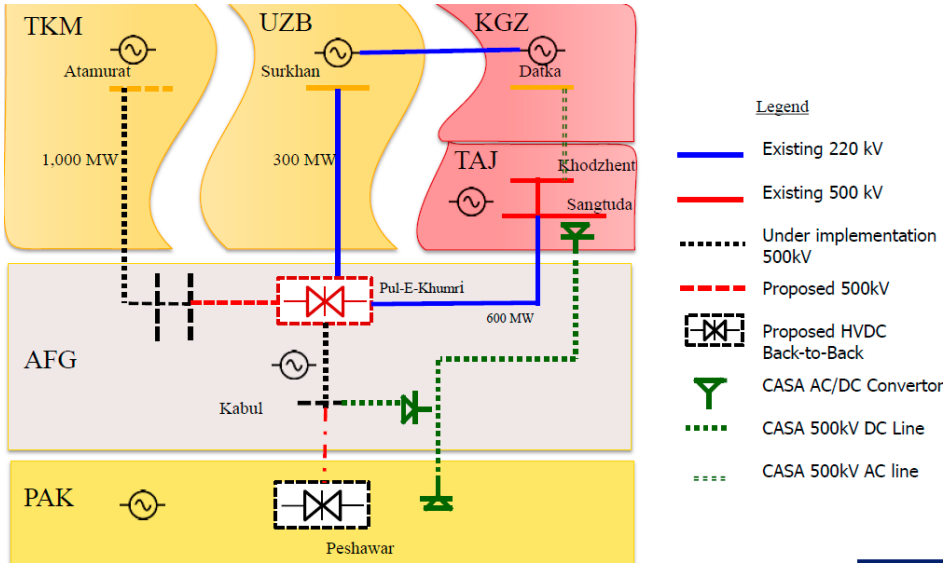 TKM
UZB
KGZ
Atamurat
Surkhan
Datka
1,000 MW
300 MW
TAJ
Khodzhent
Sangtuda
Pul-E-Khumri
600 MW
AFG
Kabul
PAK
Peshawar
Legend
Existing 220 kV
Existing 500 kV
Under implementation
500kV
Proposed 500kV
Proposed HVDC
Back-to-Back
CASA AC/DC Convertor
CASA 500kV DC Line
CASA 500kV AC line